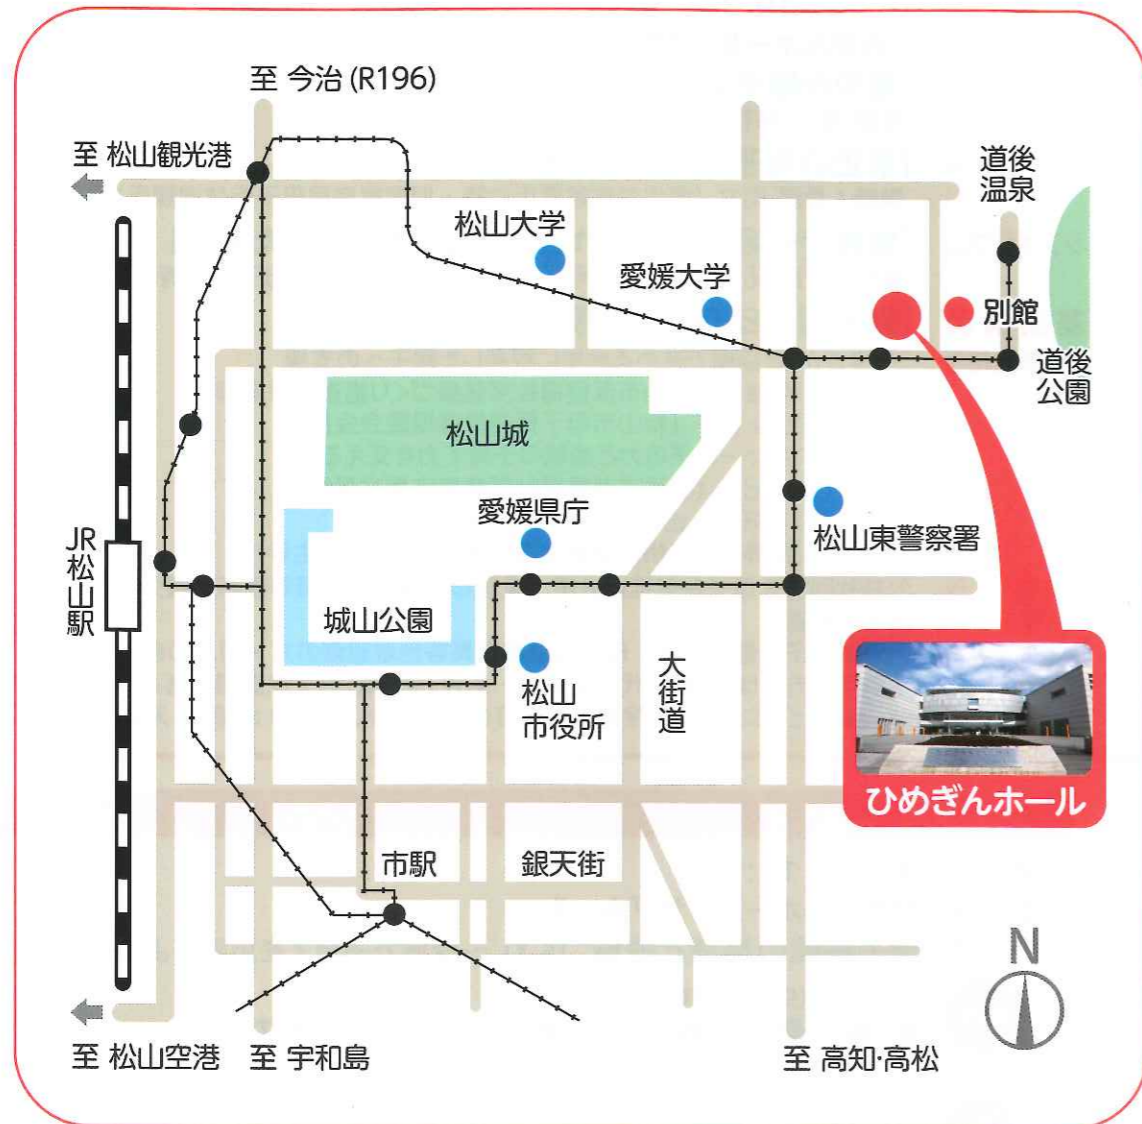 至 今治 (R196)
至 松山観光港
道後
温泉
松山大学
愛媛大学
別館
道後
公園
松山城
愛媛県庁
松山東警察署
JR松山駅
城山公園
松山
市役所
大街道
ひめぎんホール
市駅
銀天街
N
至 松山空港
至 宇和島
至 高知·高松